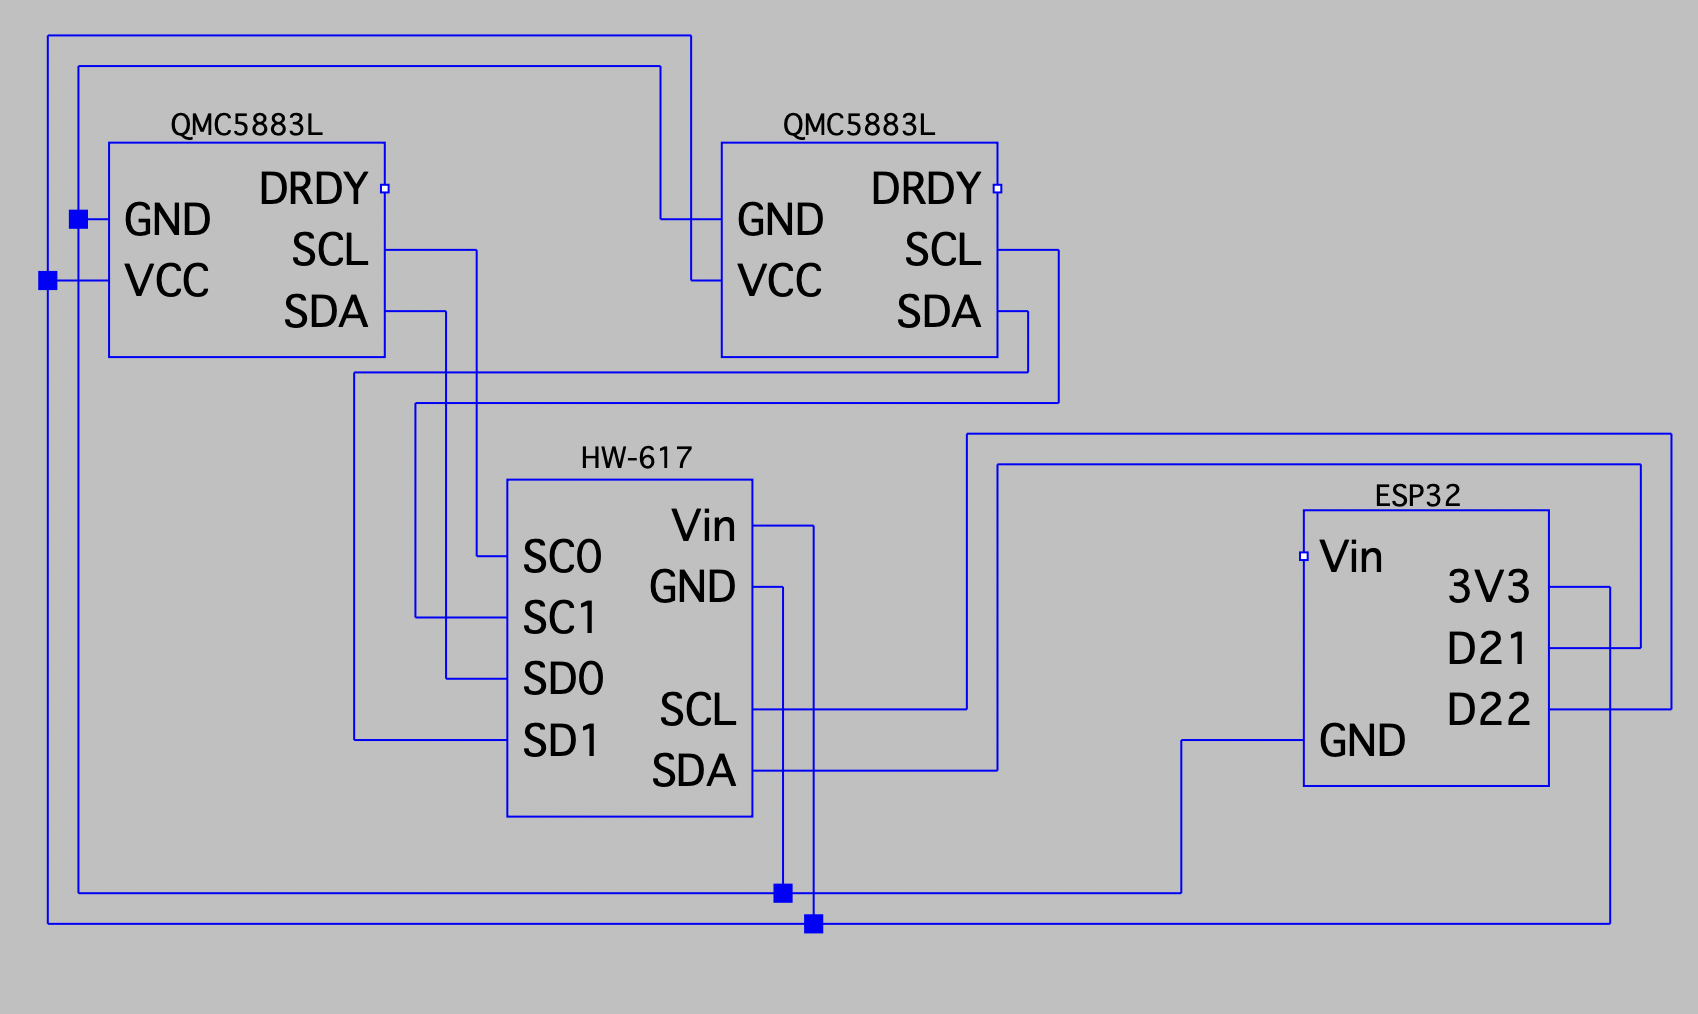 QMC5883L
DRDY
GND
SCL
VCC
SDA
QMC5883L
DRDY
GND
SCL
VCC
SDA
HW-617
Vin
SC0
GND
SC1
SD0
SCL
SD1
SDA
ESP32
Vin
3V3
D21
D22
GND